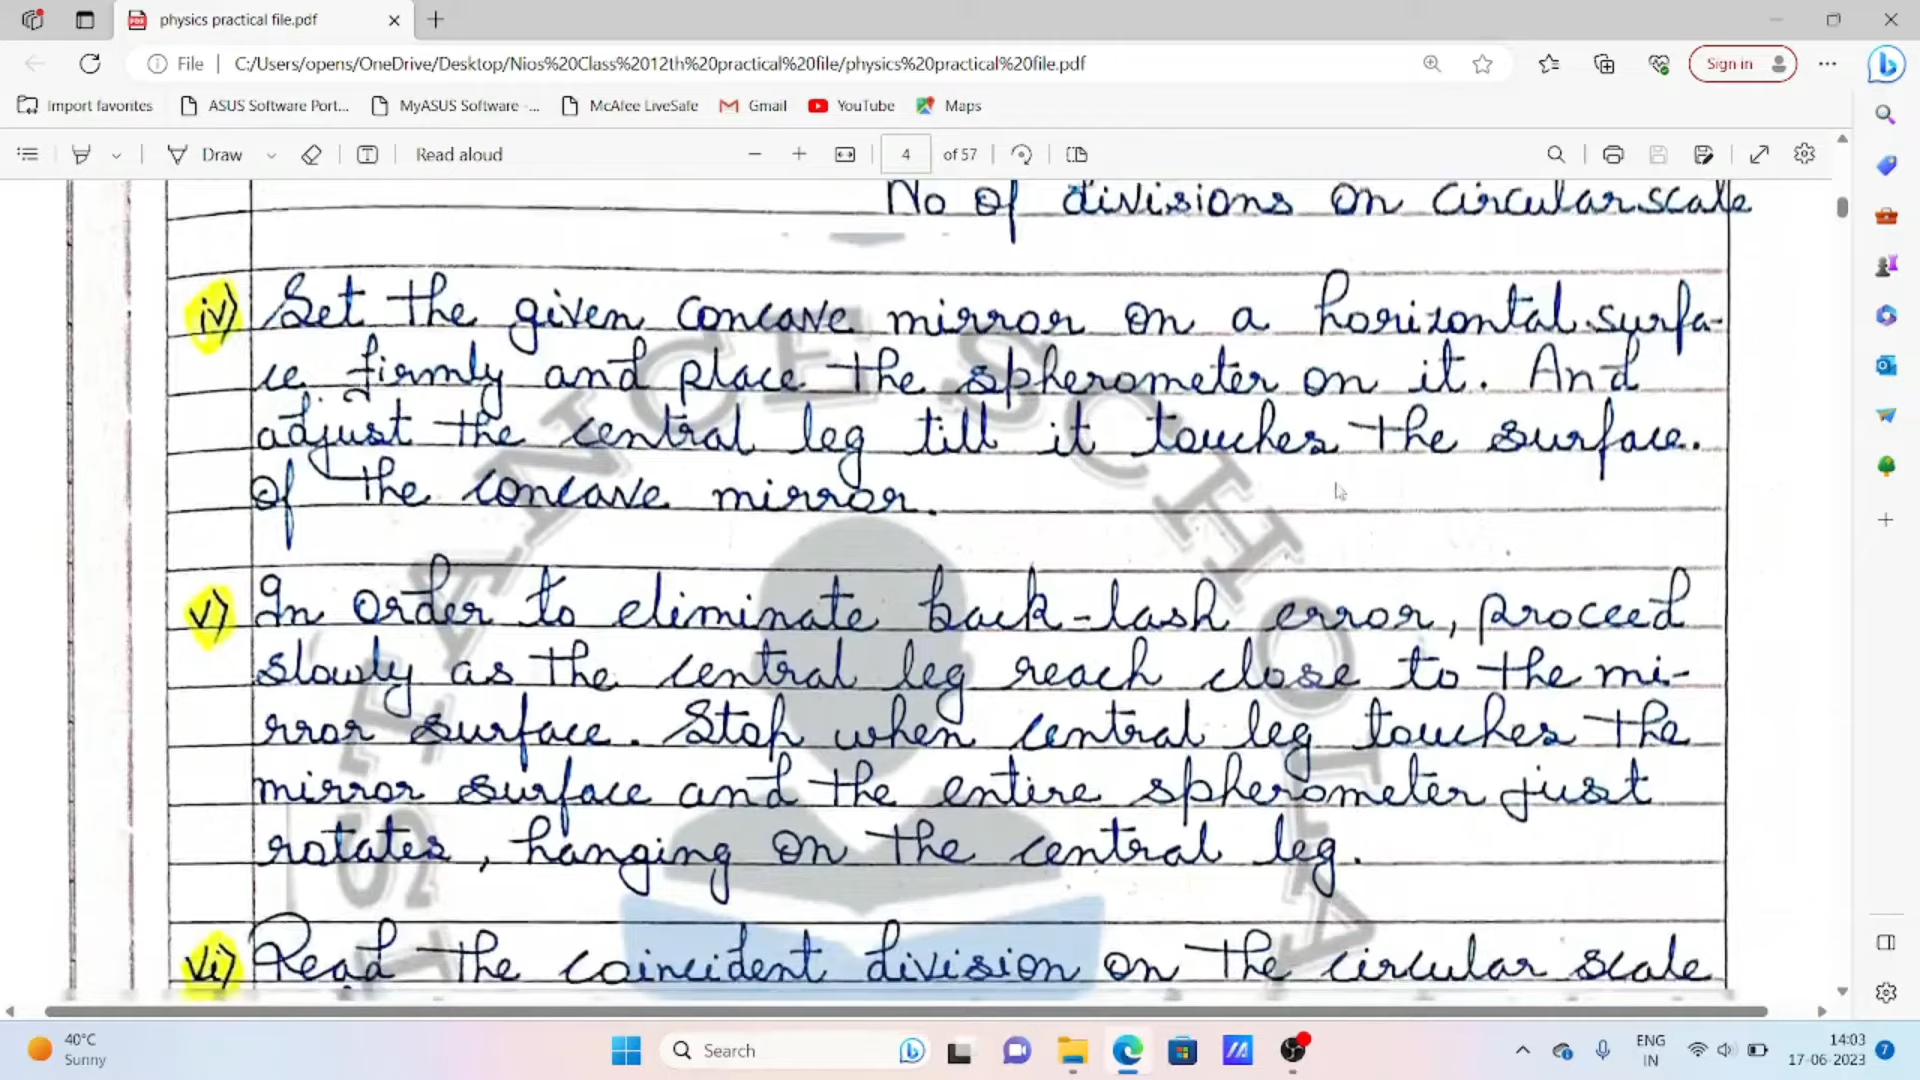 physics practical file.pdf
File
C:/Users/opens/OneDrive/Desktop/Nios%20Class%2012th%20practical%20file/physics%20practical%20file.pdf
Sign in
Import favorites
ASUS Software Port...
MyASUS Software -...
McAfee LiveSafe
Gmail
YouTube
Maps
Draw
Read aloud
4
of 57
No of divisions on circular scale
iv) Set the given concave mirror on a horizontal surfa-
ce firmly and place the spherometer on it. And
adjust the central leg till it touches the surface.
Of the concave mirror.
v) In order to eliminate back-lash error, proceed
slowly as the central leg reach close to the mi-
rror surface. Stop when central leg touches the
mirror surface and the entire spherometer just
rotates, hanging on the central leg.
vi) Read the coincident division on the circular scale
40°C
Sunny
Search
ENG
IN
14:03
17-06-2023
7